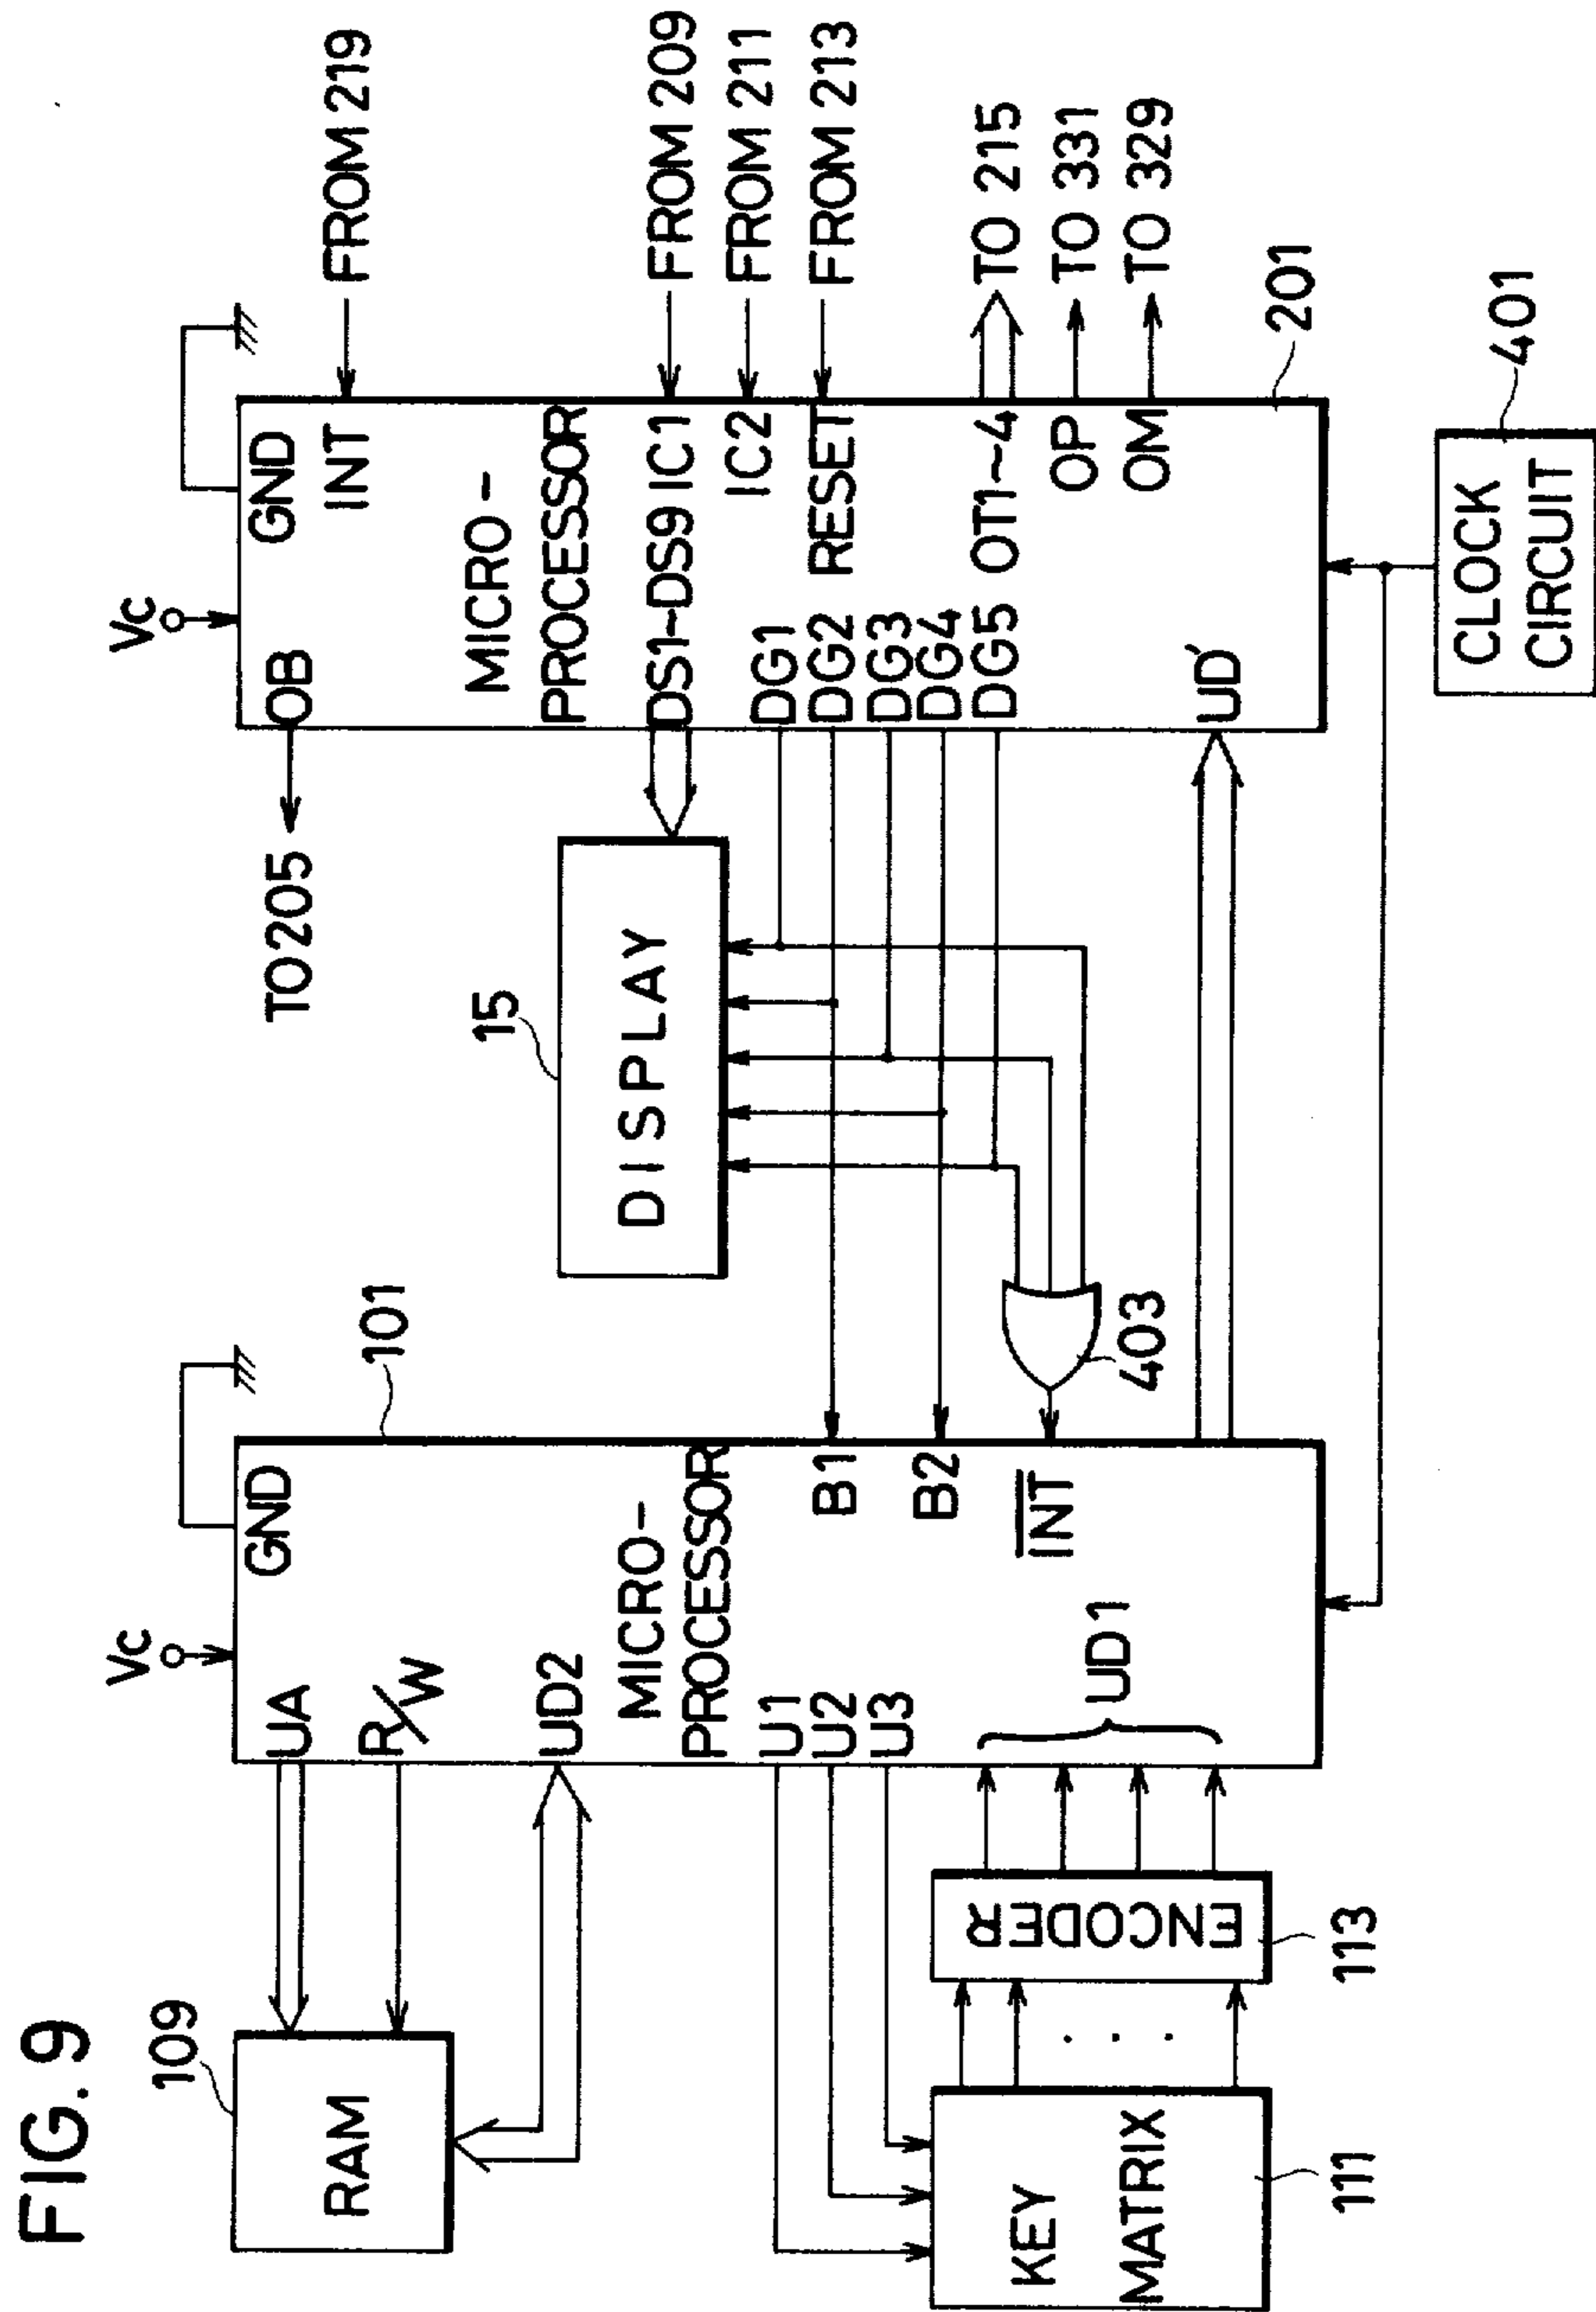 FIG. 9
109
RAM
KEY
MATRIX
111
ENCODER
113
Vc
UA
GND
R/W
UD2
MICRO-
PROCESSOR
U1
U2
U3
B1
B2
INT
UD1
101
15
DISPLAY
403
TO 205
Vc
OB
GND
INT
MICRO-
PROCESSOR
DS1~DS9
IC1
DG1
IC2
DG2
RESET
DG3
DG4
DG5
OT1~4
OP
OM
UD'
FROM 219
FROM 209
FROM 211
FROM 213
TO 215
TO 331
TO 329
201
CLOCK
CIRCUIT
401